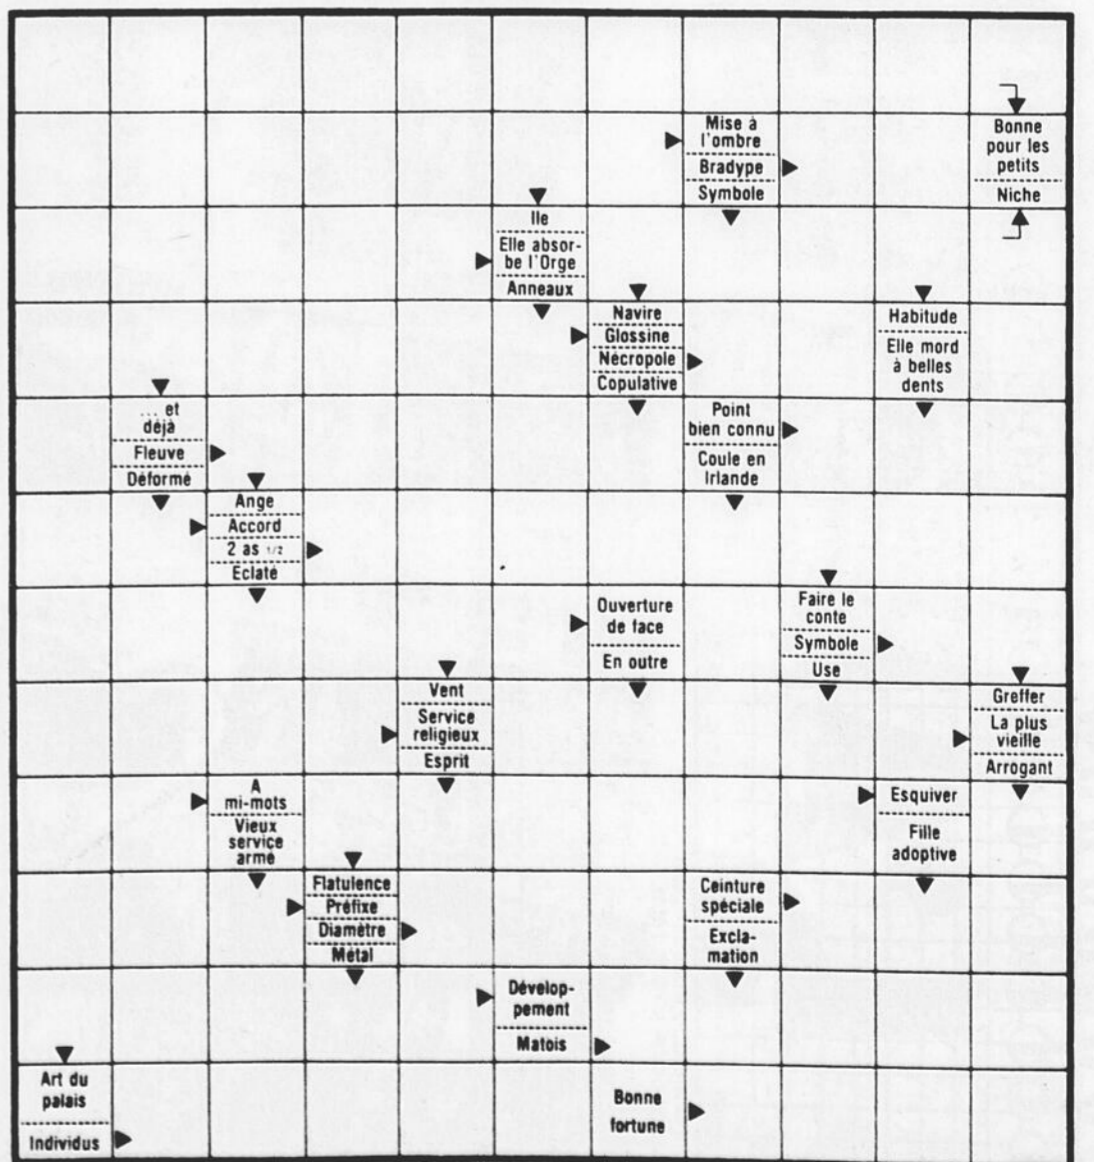 Mise à
l'ombre
Bradype
Symbole
Bonne
pour les
petits
Niche
Ile
Elle absor-
be l'Orge
Anneaux
Navire
Glossine
Nécropole
Copulative
Habitude
Elle mord
à belles
dents
... et
déjà
Fleuve
Déformé
Point
bien connu
Coule en
Irlande
Ange
Accord
2 as 1/2
Eclaté
Ouverture
de face
En outre
Faire le
conte
Symbole
Use
Vent
Service
religieux
Esprit
Greffer
La plus
vieille
Arrogant
A
mi-mots
Vieux
service
armé
Esquiver
Fille
adoptive
Flatulence
Préfixe
Diamètre
Métal
Ceinture
spéciale
Excla-
mation
Dévelop-
pement
Matois
Art du
palais
Individus
Bonne
fortune